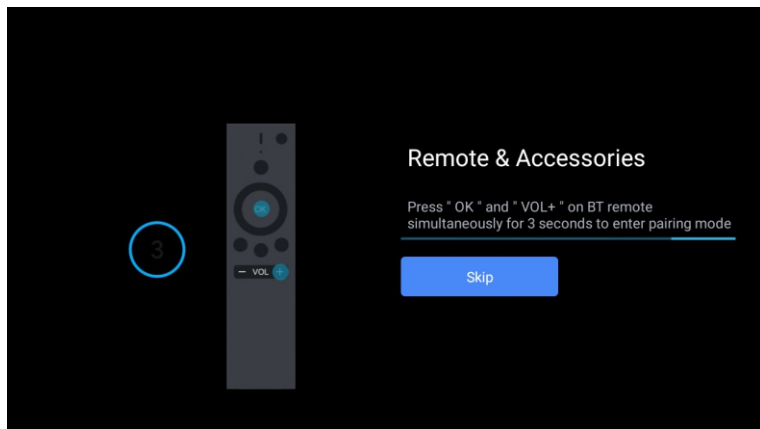 Remote & Accessories
OK
3
Press " OK " and " VOL+ " on BT remote
simultaneously for 3 seconds to enter pairing mode
− VOL +
Skip